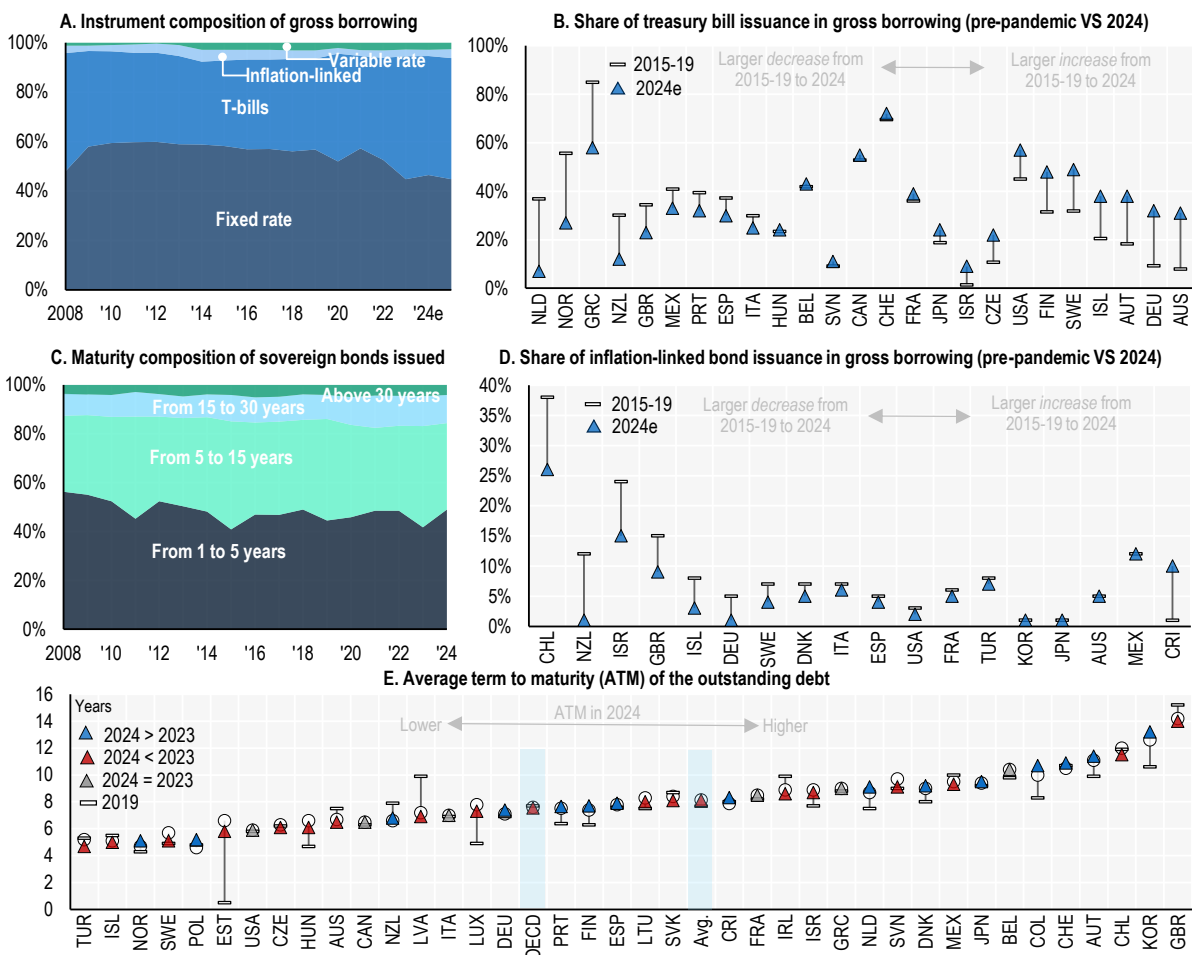 A. Instrument composition of gross borrowing
100%
80%
60%
40%
20%
0%
Variable rate
Inflation-linked
T-bills
Fixed rate
2008 '10 '12 '14 '16 '18 '20 '22 '24e
B. Share of treasury bill issuance in gross borrowing (pre-pandemic VS 2024)
100%
80%
60%
40%
20%
0%
2015-19
2024e
Larger decrease from
2015-19 to 2024
Larger increase from
2015-19 to 2024
NLD NOR GRC NZL GBR MEX PRT ESP ITA HUN BEL SVN CAN CHE FRA JPN ISR CZE USA FIN SWE ISL AUT DEU AUS
C. Maturity composition of sovereign bonds issued
100%
80%
60%
40%
20%
0%
Above 30 years
From 15 to 30 years
From 5 to 15 years
From 1 to 5 years
2008 '10 '12 '14 '16 '18 '20 '22 '24
D. Share of inflation-linked bond issuance in gross borrowing (pre-pandemic VS 2024)
40%
35%
30%
25%
20%
15%
10%
5%
0%
2015-19
2024e
Larger decrease from
2015-19 to 2024
Larger increase from
2015-19 to 2024
CHL NZL ISR GBR ISL DEU SWE DNK ITA ESP USA FRA TUR KOR JPN AUS MEX CRI
E. Average term to maturity (ATM) of the outstanding debt
16
14
12
10
8
6
4
2
0
Years
2024 > 2023
2024 < 2023
2024 = 2023
2019
Lower
ATM in 2024
Higher
TUR ISL NOR SWE POL EST USA CZE HUN AUS CAN NZL LVA ITA LUX DEU OECD PRT FIN ESP LTU SVK Avg. CRI FRA IRL ISR GRC NLD SVN DNK MEX JPN BEL COL CHE AUT CHL KOR GBR